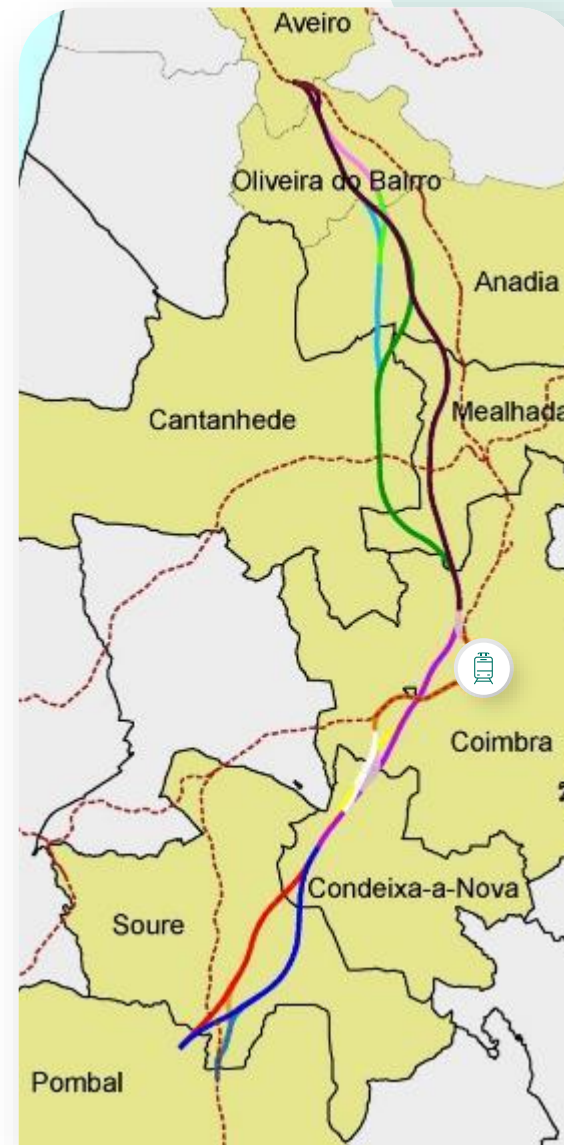 Aveiro
Oliveira do Bairro
Anadia
Cantanhede
Mealhada
Coimbra
Condeixa-a-Nova
Soure
Pombal